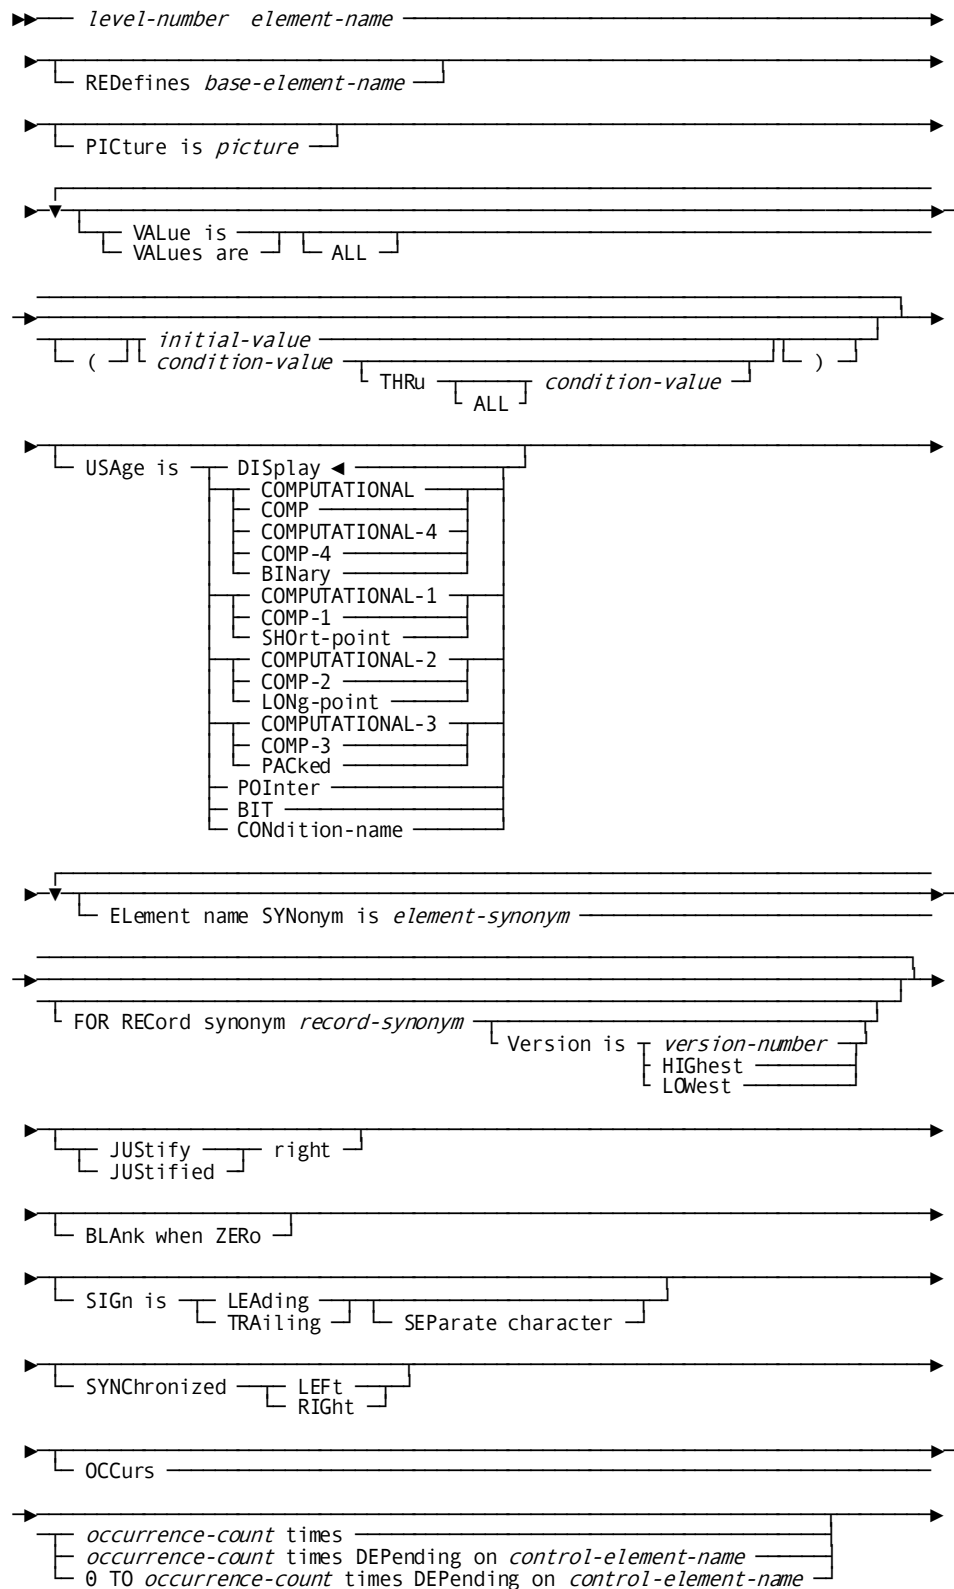 level-number element-name
REDefines base-element-name
PICture is picture
VALue is
VALues are ALL
initial-value
( condition-value )
THRu condition-value
ALL
USAge is DISplay ◄
COMPUTATIONAL
COMP
COMPUTATIONAL-4
COMP-4
BINary
COMPUTATIONAL-1
COMP-1
SHOrt-point
COMPUTATIONAL-2
COMP-2
LONg-point
COMPUTATIONAL-3
COMP-3
PACked
POInter
BIT
CONdition-name
ELement name SYNonym is element-synonym
FOR RECord synonym record-synonym
Version is version-number
HIGhest
LOWest
JUStify right
JUStified
BLAnk when ZERo
SIGn is LEAding
TRAiling SEParate character
SYNChronized LEFt
RIGht
OCCurs
occurrence-count times
occurrence-count times DEPending on control-element-name
0 TO occurrence-count times DEPending on control-element-name